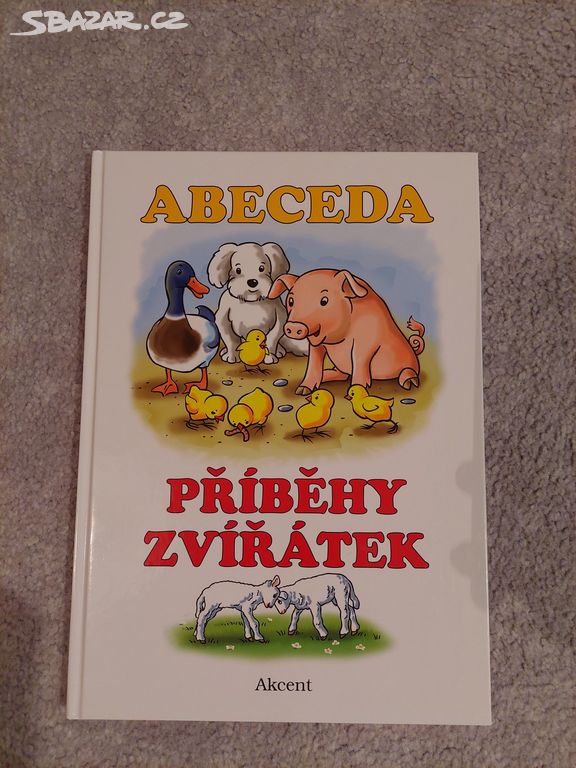 SBAZAR.CZ
ABECEDA
PŘÍBĚHY
ZVÍŘÁTEK
Akcent